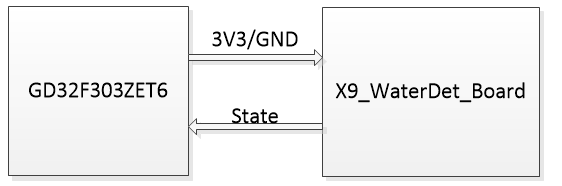 3V3/GND
GD32F303ZET6
X9_WaterDet_Board
State